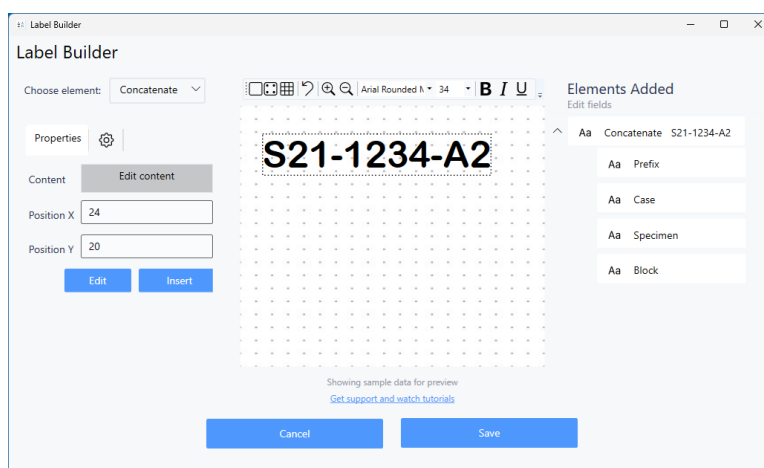 Label Builder
Label Builder
Choose element: Concatenate
Arial Rounded M 34 B I U
Elements Added
Edit fields
Properties
Aa Concatenate S21-1234-A2
S21-1234-A2
Aa Prefix
Content Edit content
Aa Case
Position X 24
Aa Specimen
Position Y 20
Aa Block
Edit Insert
Showing sample data for preview
Get support and watch tutorials
Cancel Save